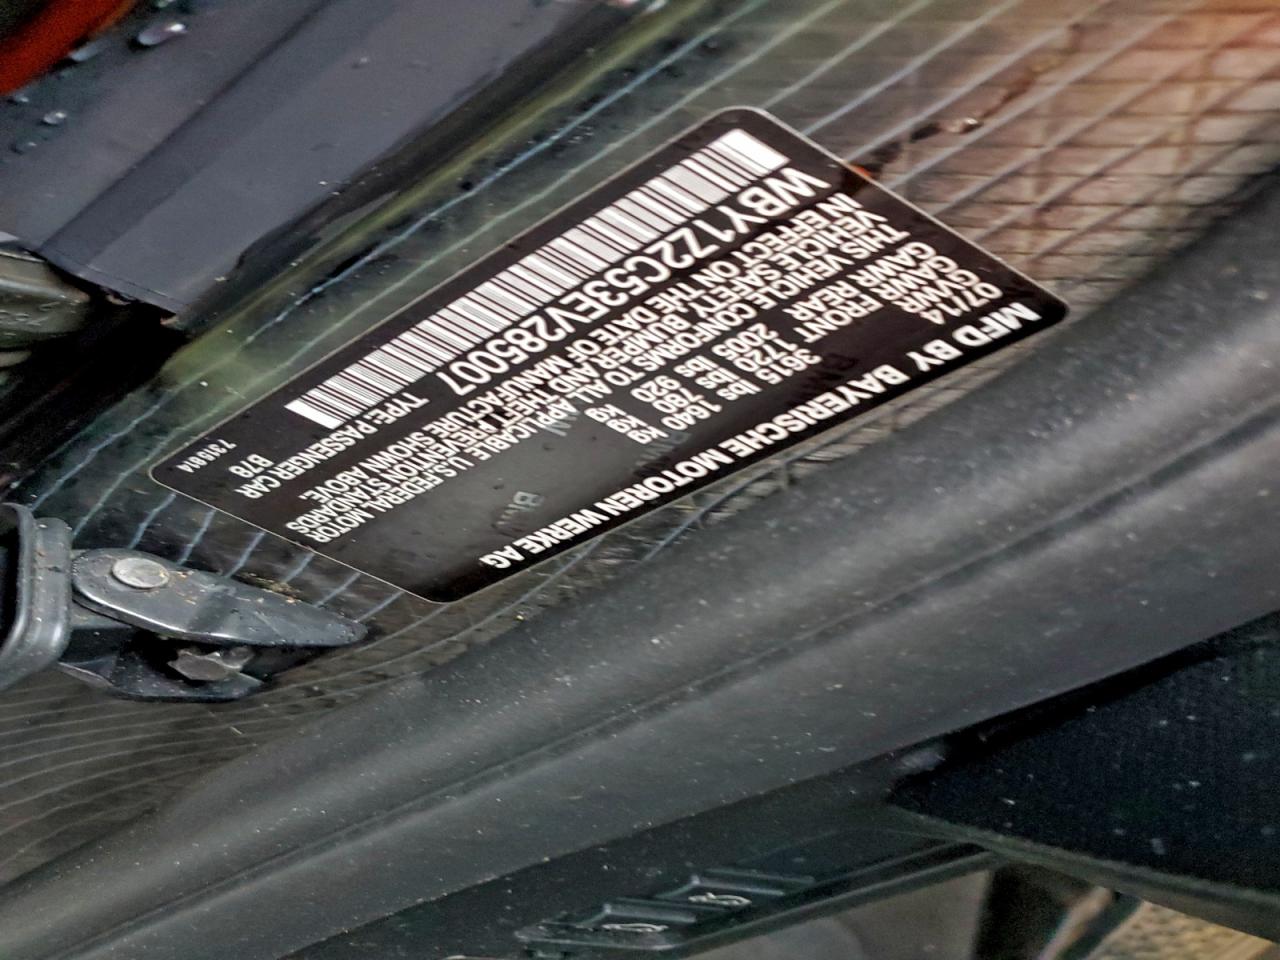 MFD BY BAYERISCHE MOTOREN WERKE AG
07/14
GVWR 3615 lbs 1640 kg
GAWR FRONT 1720 lbs 780 kg
GAWR REAR 2005 lbs 920 kg
THIS VEHICLE CONFORMS TO ALL APPLICABLE U.S.FEDERAL MOTOR
VEHICLE SAFETY, BUMPER AND THEFT PREVENTION STANDARDS
IN EFFECT ON THE DATE OF MANUFACTURE SHOWN ABOVE.
WBY1Z2C53EV285007 TYPE: PASSENGER CAR
B78